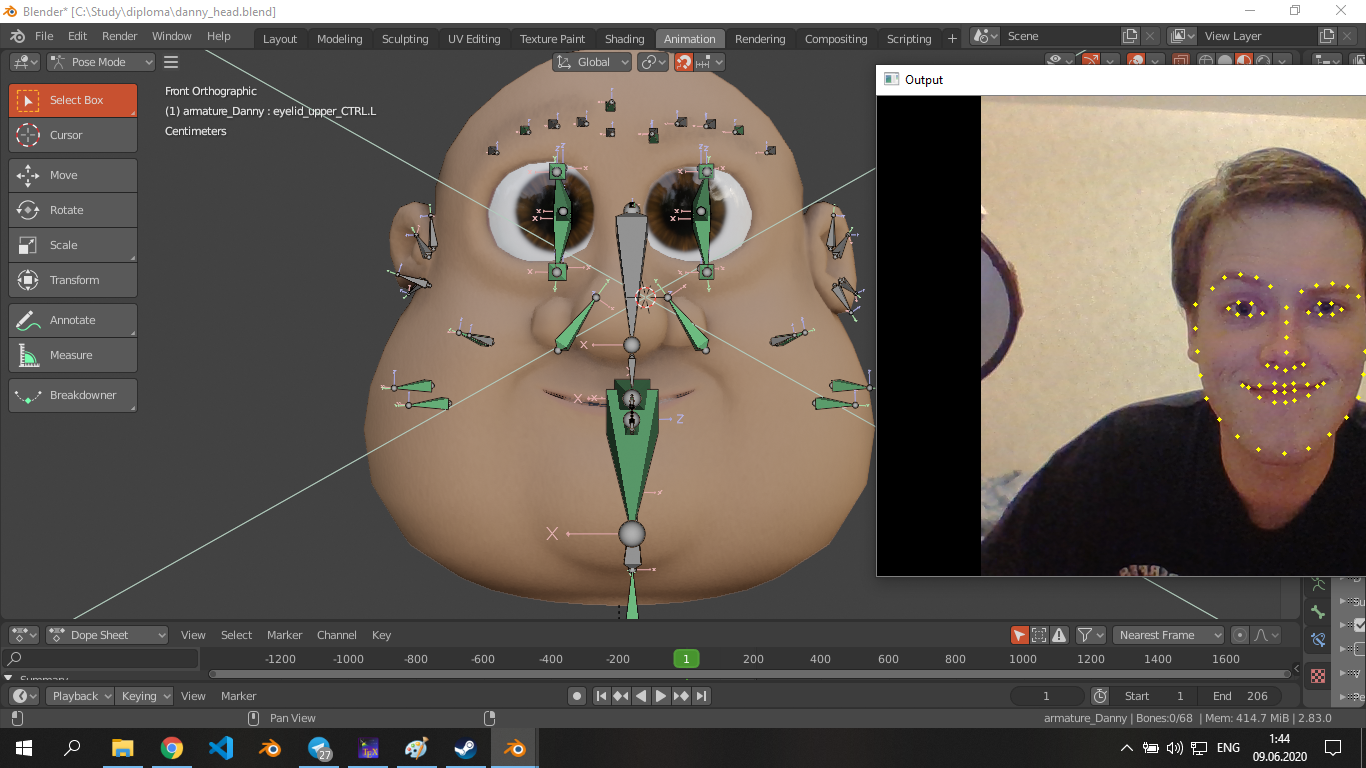 Blender* [C:\Study\diploma\danny_head.blend]
File Edit Render Window Help Layout Modeling Sculpting UV Editing Texture Paint Shading Animation Rendering Compositing Scripting + Scene View Layer
Pose Mode Global
Output
Select Box
Cursor
Move
Rotate
Scale
Transform
Annotate
Measure
Breakdowner
Front Orthographic
(1) armature_Danny : eyelid_upper_CTRL.L
Centimeters
X
X
X
Z
Dope Sheet View Select Marker Channel Key Nearest Frame
-1200 -1000 -800 -600 -400 -200 1 200 400 600 800 1000 1200 1400 1600
Summary
Playback Keying View Marker 1 Start 1 End 206
Pan View armature_Danny | Bones:0/68 | Mem: 414.7 MiB | 2.83.0
27 ENG 1:44
09.06.2020